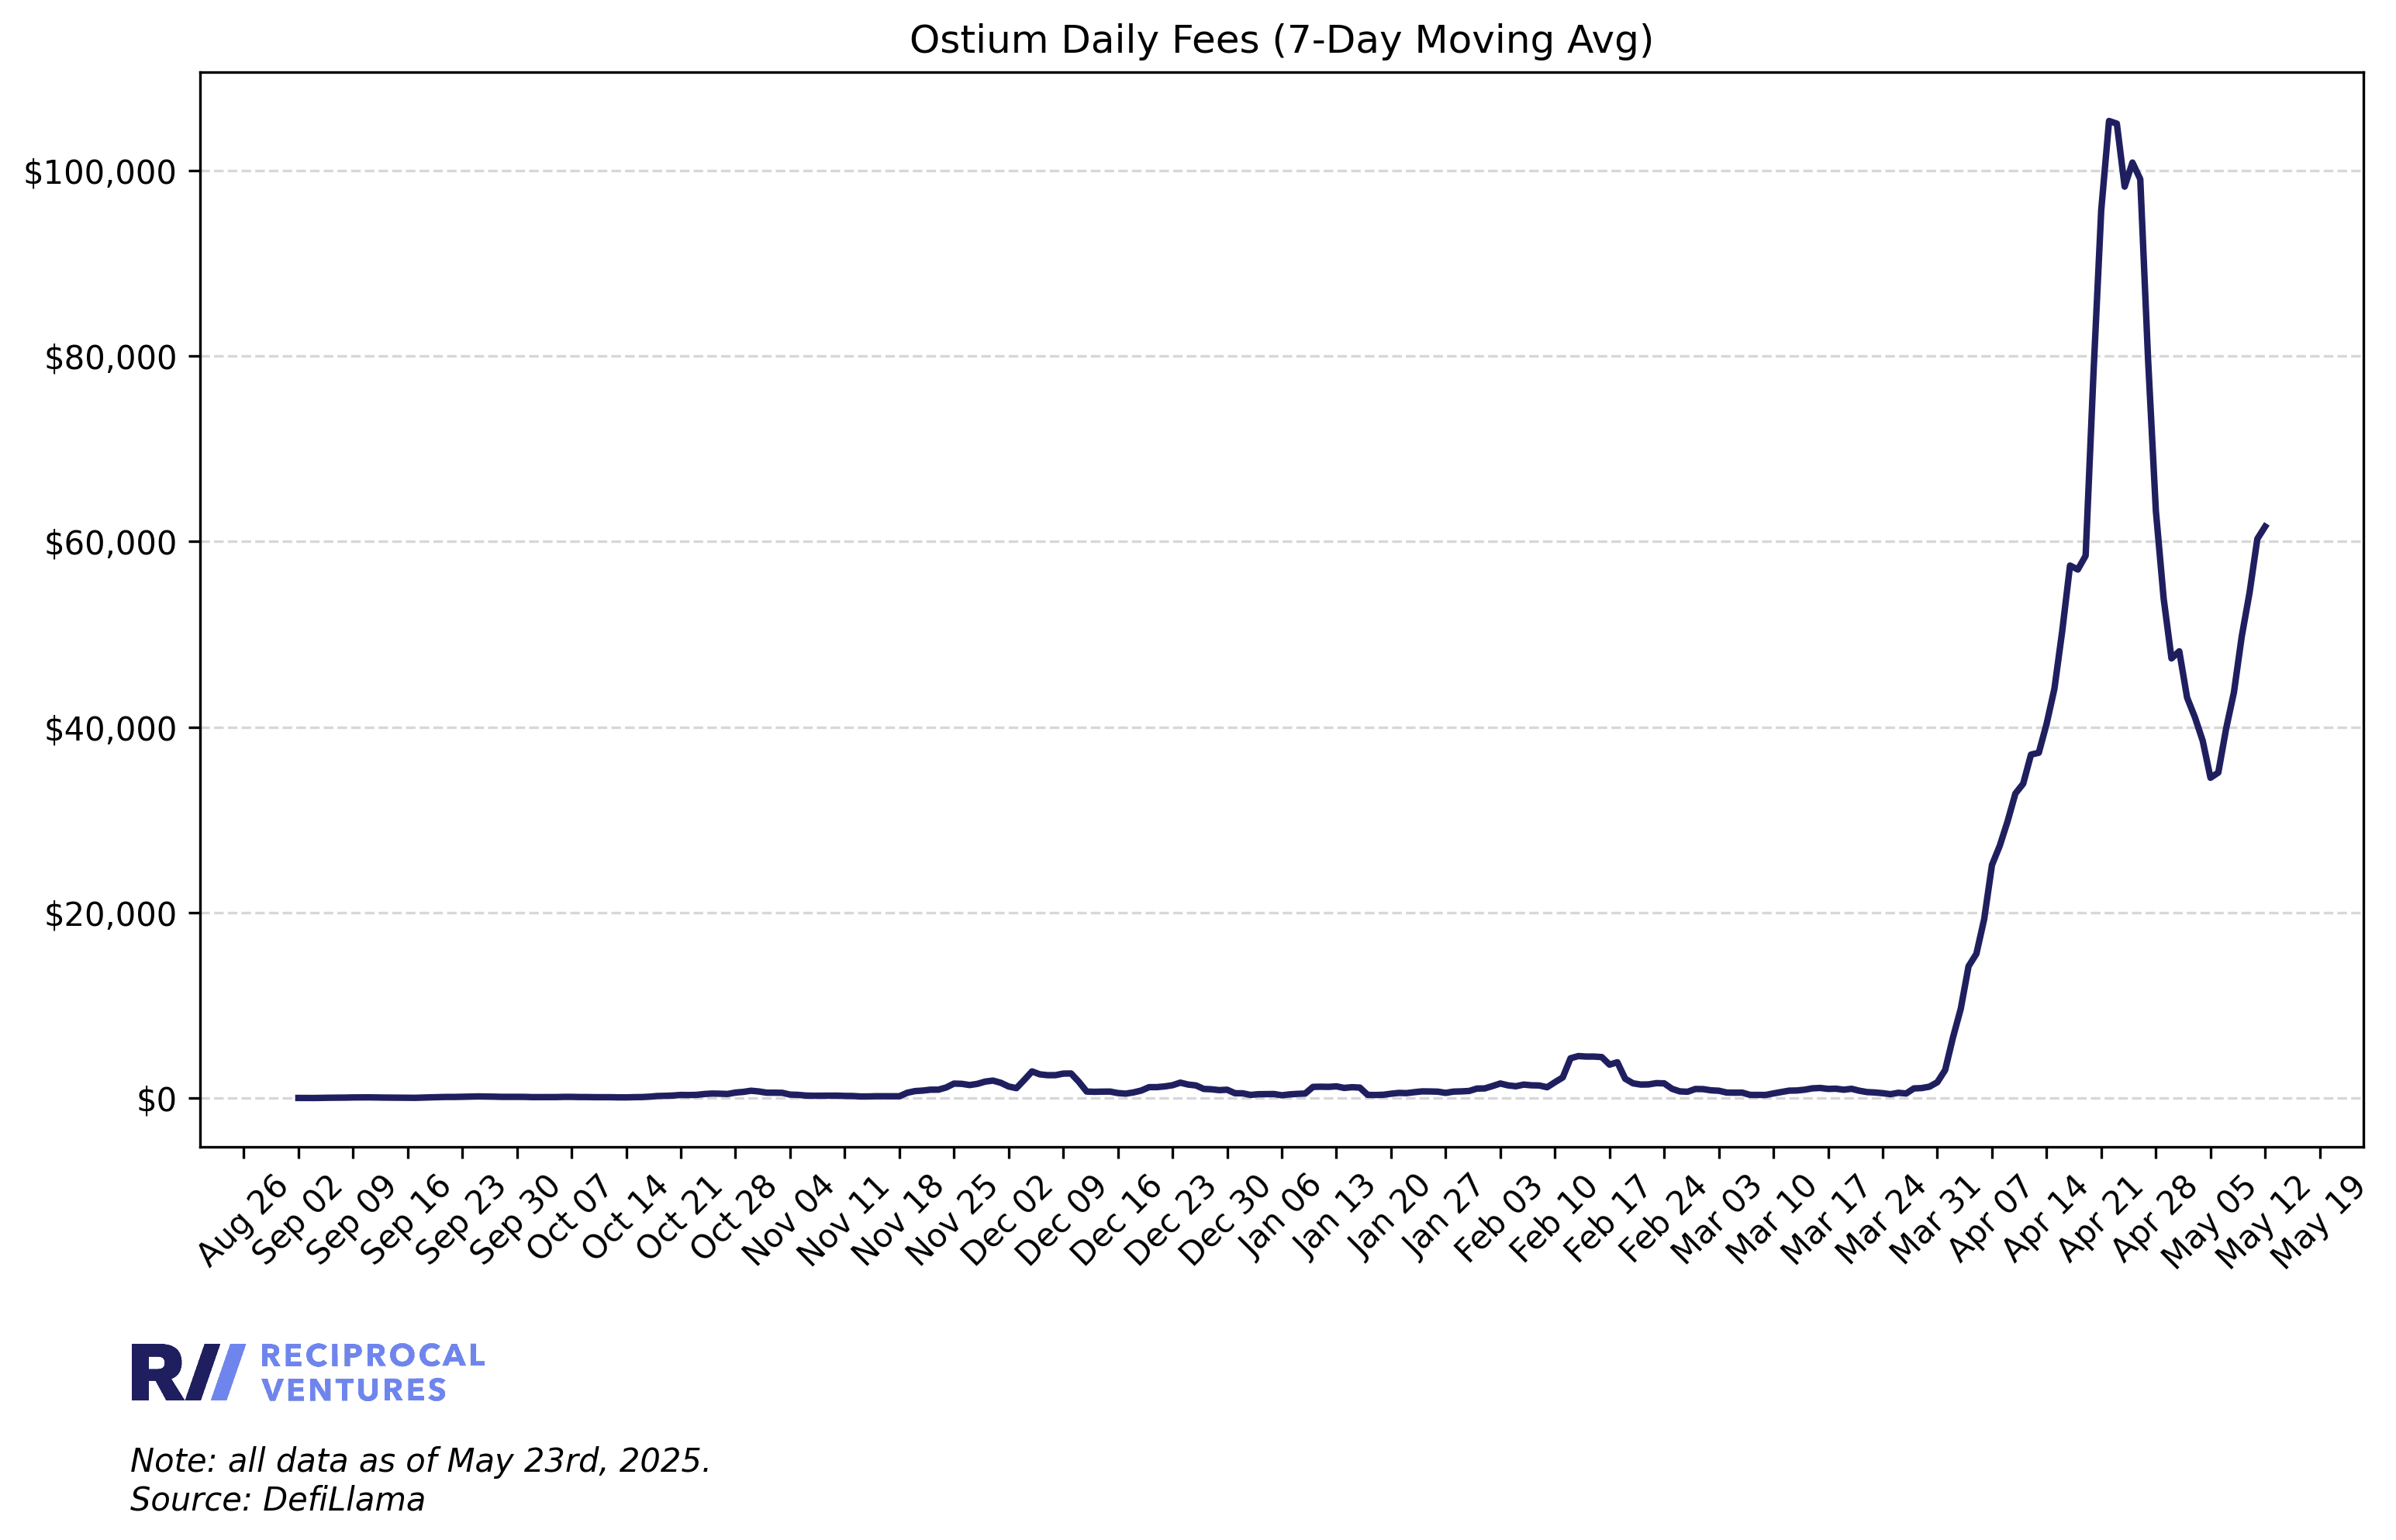 Ostium Daily Fees (7-Day Moving Avg)
$100,000
$80,000
$60,000
$40,000
$20,000
$0
Aug 26
Sep 02
Sep 09
Sep 16
Sep 23
Sep 30
Oct 07
Oct 14
Oct 21
Oct 28
Nov 04
Nov 11
Nov 18
Nov 25
Dec 02
Dec 09
Dec 16
Dec 23
Dec 30
Jan 06
Jan 13
Jan 20
Jan 27
Feb 03
Feb 10
Feb 17
Feb 24
Mar 03
Mar 10
Mar 17
Mar 24
Mar 31
Apr 07
Apr 14
Apr 21
Apr 28
May 05
May 12
May 19
R// RECIPROCAL
VENTURES
Note: all data as of May 23rd, 2025.
Source: DefiLlama